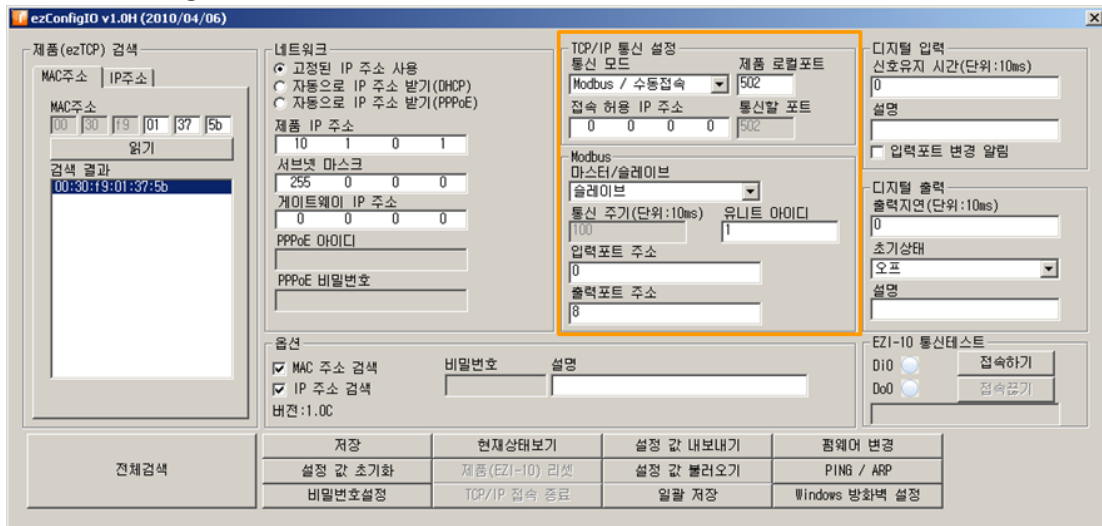 ezConfigIO v1.0H (2010/04/06)
제품(ezTCP) 검색
MAC주소
IP주소
MAC주소
00 30 f9 01 37 5b
읽기
검색 결과
00:30:f9:01:37:5b
네트워크
고정된 IP 주소 사용
자동으로 IP 주소 받기(DHCP)
자동으로 IP 주소 받기(PPPoE)
제품 IP 주소
10 1 0 1
서브넷 마스크
255 0 0 0
게이트웨이 IP 주소
0 0 0 0
PPPoE 아이디
PPPoE 비밀번호
TCP/IP 통신 설정
통신 모드 제품 로컬포트
Modbus / 수동접속 502
접속 허용 IP 주소 통신할 포트
0 0 0 0 502
Modbus
마스터/슬레이브
슬레이브
통신 주기(단위:10ms) 유니트 아이디
100 1
입력포트 주소
0
출력포트 주소
8
디지털 입력
신호유지 시간(단위:10ms)
0
설명
입력포트 변경 알림
디지털 출력
출력지연(단위:10ms)
0
초기상태
오프
설명
옵션
MAC 주소 검색 비밀번호 설명
IP 주소 검색
버전:1.0C
EZI-10 통신테스트
Di0 접속하기
Do0 접속끊기
전체검색
저장 현재상태보기 설정 값 내보내기 펌웨어 변경
설정 값 초기화 제품(EZI-10) 리셋 설정 값 불러오기 PING / ARP
비밀번호설정 TCP/IP 접속 종료 일괄 저장 Windows 방화벽 설정